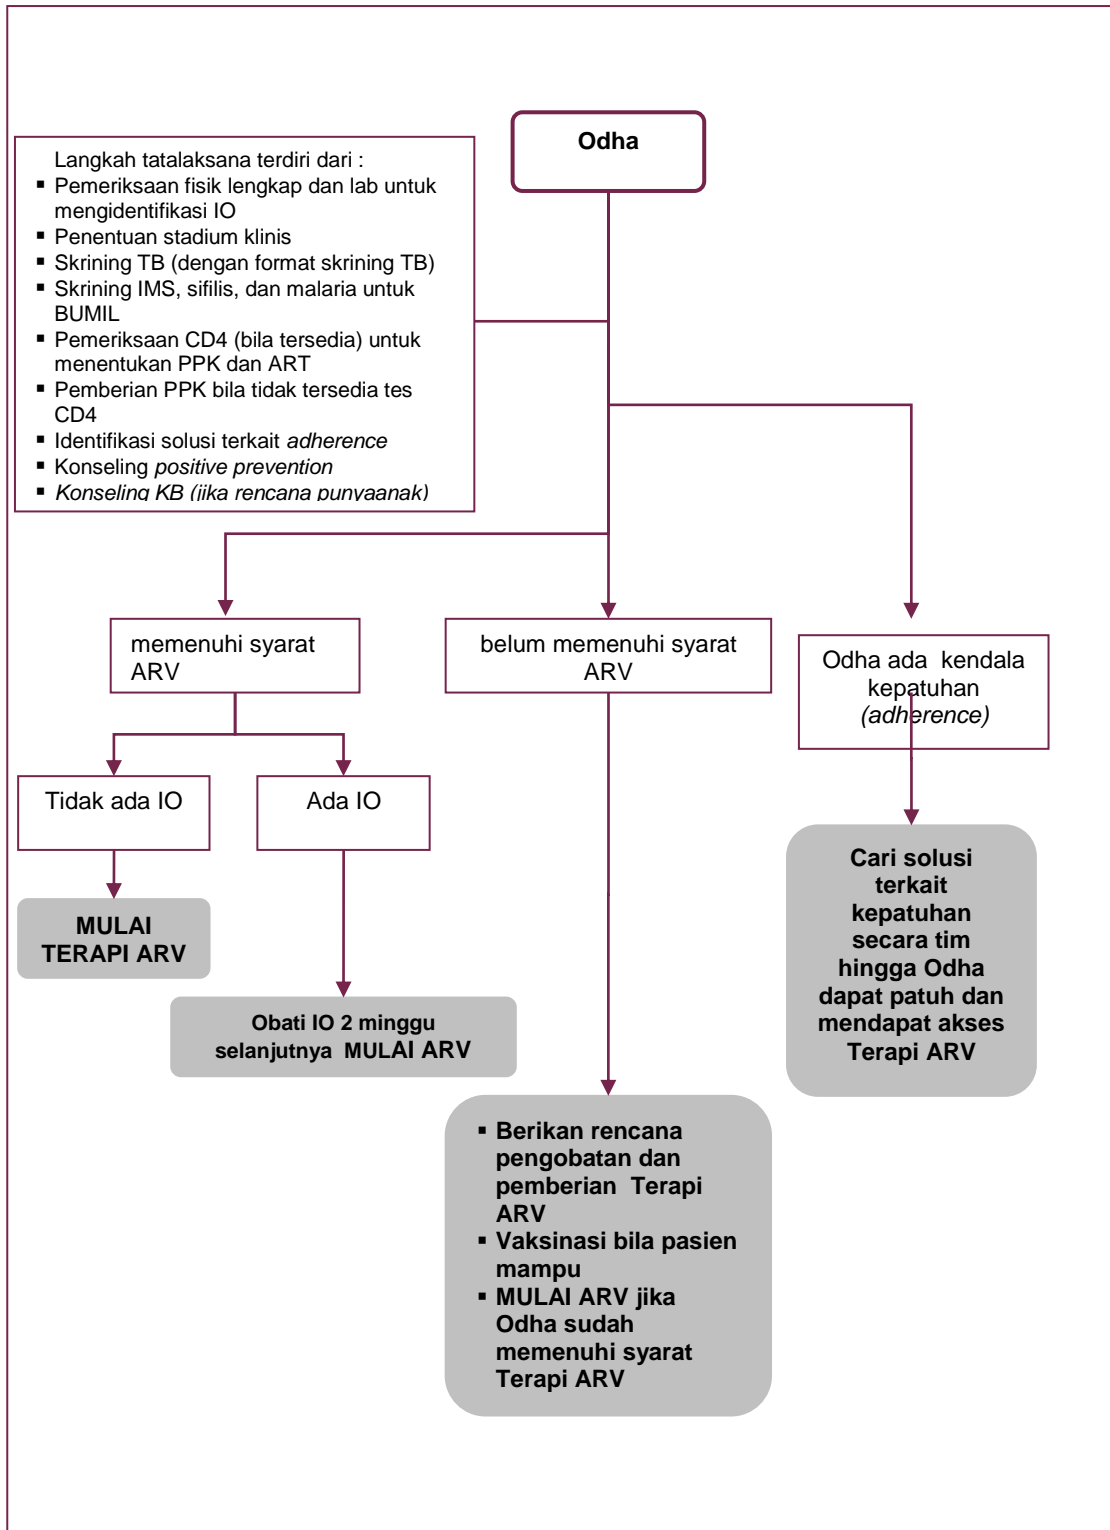 Odha
Langkah tatalaksana terdiri dari :
▪ Pemeriksaan fisik lengkap dan lab untuk
mengidentifikasi IO
▪ Penentuan stadium klinis
▪ Skrining TB (dengan format skrining TB)
▪ Skrining IMS, sifilis, dan malaria untuk
BUMIL
▪ Pemeriksaan CD4 (bila tersedia) untuk
menentukan PPK dan ART
▪ Pemberian PPK bila tidak tersedia tes
CD4
▪ Identifikasi solusi terkait adherence
▪ Konseling positive prevention
▪ Konseling KB (jika rencana punyaanak)
memenuhi syarat
ARV
belum memenuhi syarat
ARV
Odha ada kendala
kepatuhan
(adherence)
Tidak ada IO
Ada IO
MULAI
TERAPI ARV
Obati IO 2 minggu
selanjutnya MULAI ARV
Cari solusi
terkait
kepatuhan
secara tim
hingga Odha
dapat patuh dan
mendapat akses
Terapi ARV
▪ Berikan rencana
pengobatan dan
pemberian Terapi
ARV
▪ Vaksinasi bila pasien
mampu
▪ MULAI ARV jika
Odha sudah
memenuhi syarat
Terapi ARV